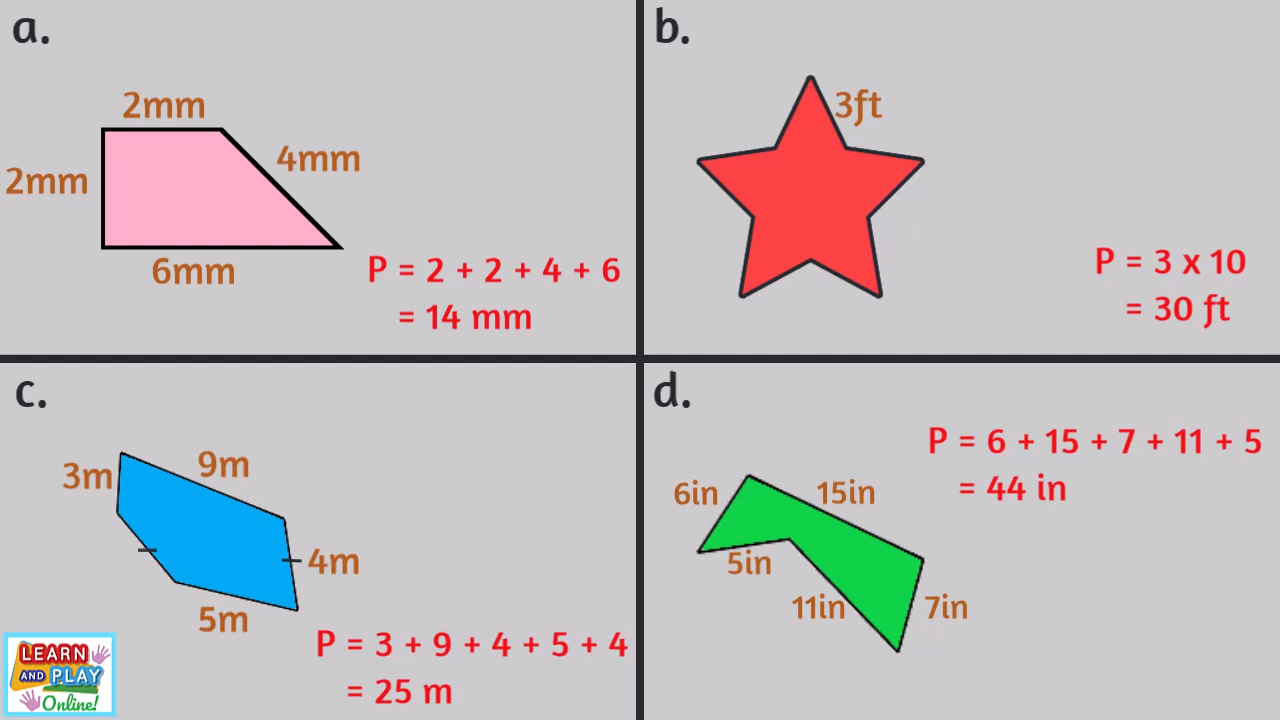 a.
2mm
2mm
4mm
6mm
P = 2 + 2 + 4 + 6
= 14 mm
b.
3ft
P = 3 x 10
= 30 ft
c.
3m
9m
4m
5m
P = 3 + 9 + 4 + 5 + 4
= 25 m
LEARN
AND PLAY
Online!
d.
P = 6 + 15 + 7 + 11 + 5
= 44 in
6in
15in
5in
11in
7in